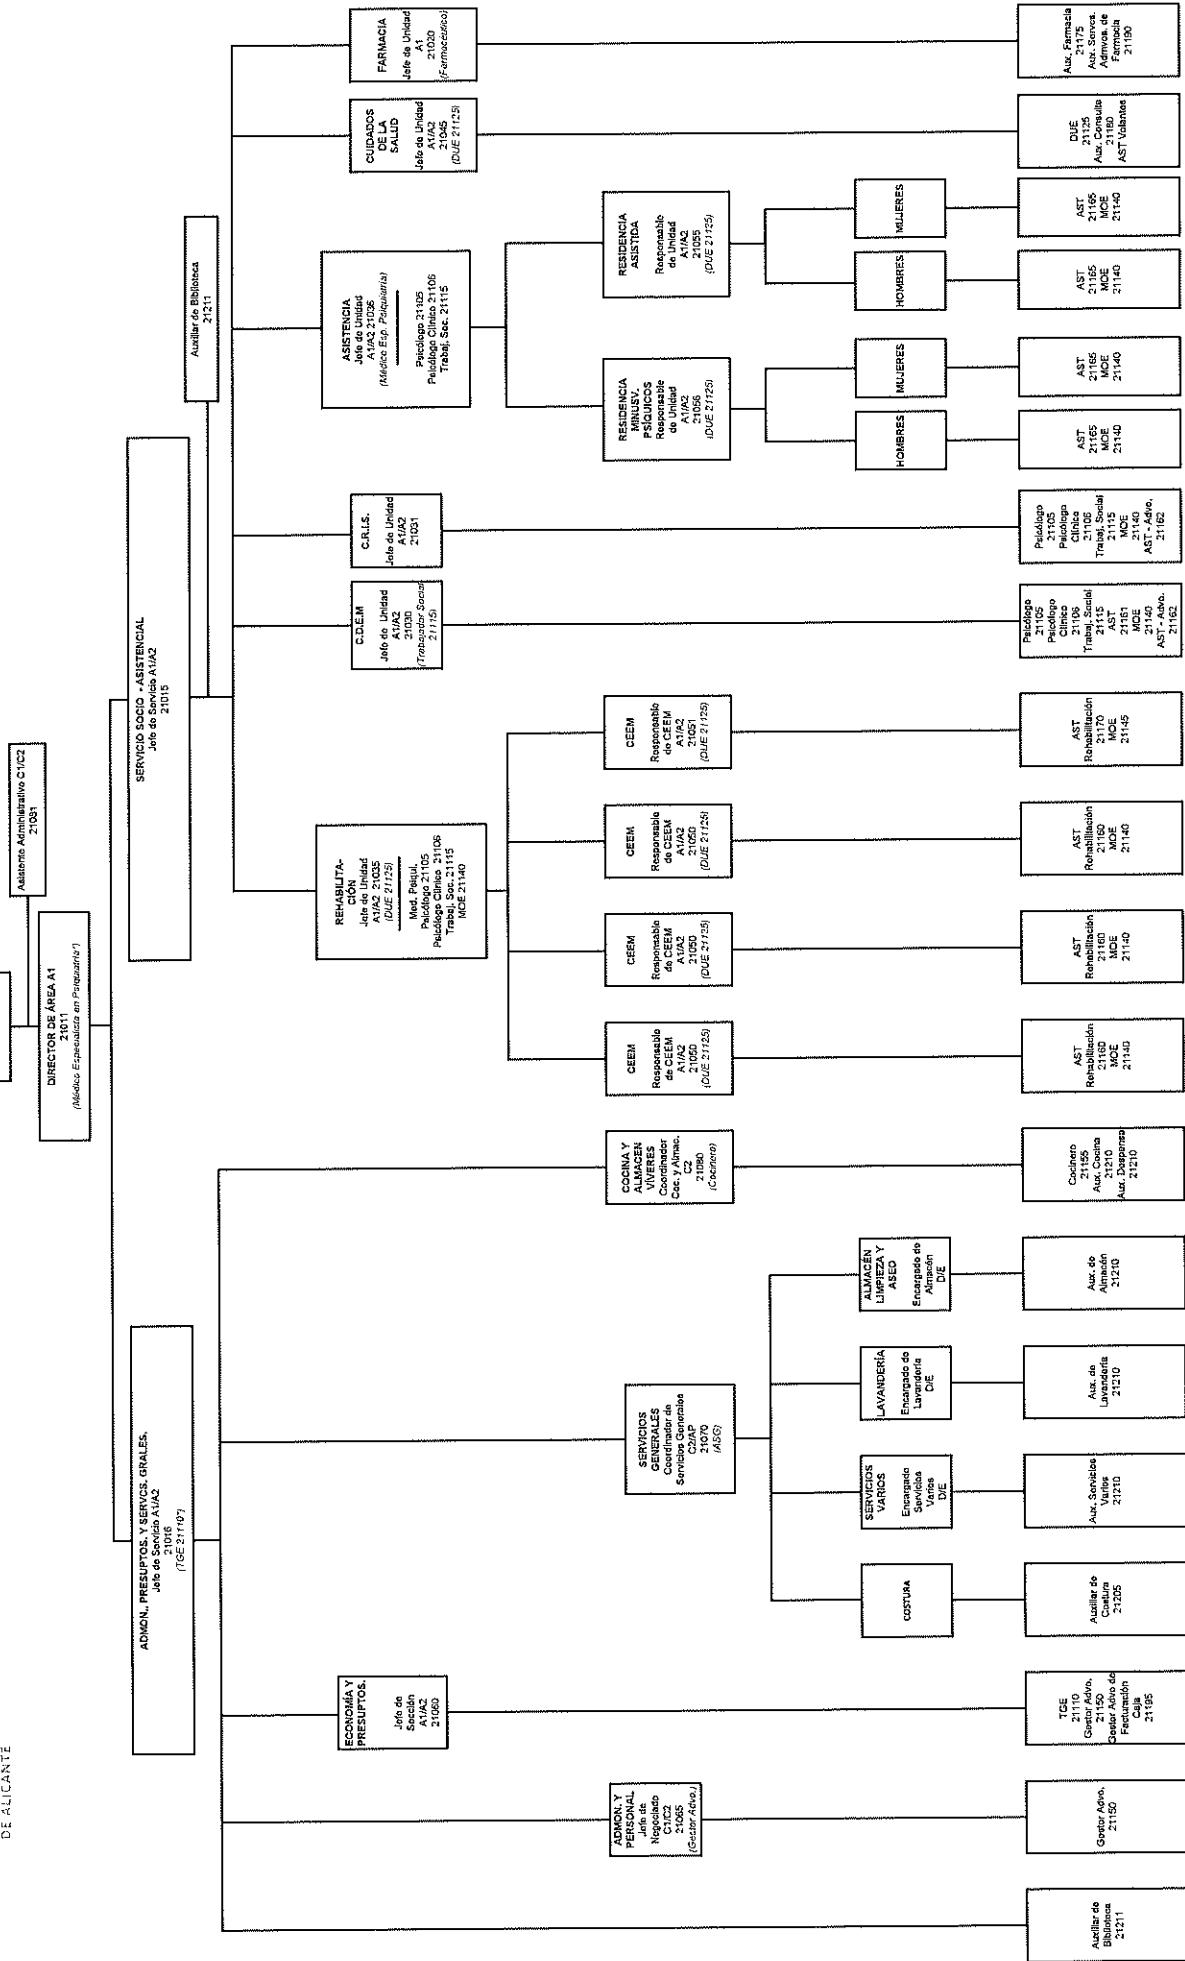 DE ALICANTE
Asistente Administrativo C1/C2
21081
DIRECTOR DE ÁREA A1
21011
(Médico Especialista en Psiquiatría*)
ADMON., PRESUPTOS. Y SERVCS. GRALES.
Jefe de Servicio A1/A2
21016
(TGE 21110*)
SERVICIO SOCIO - ASISTENCIAL
Jefe de Servicio A1/A2
21015
Auxiliar de Biblioteca
21211
ECONOMÍA Y
PRESUPTOS.
Jefe de
Sección
A1/A2
21060
REHABILITA-
CIÓN
Jefe de Unidad
A1/A2 21035
(DUE 21125)
Med. Psiqui.
Psicólogo 21105
Psicólogo Clínico 21106
Trabaj. Soc. 21115
MOE 21140
C.D.E.M
Jefe de Unidad
A1/A2
21030
(Trabajador Social
21115)
C.R.I.S.
Jefe de Unidad
A1/A2
21031
ASISTENCIA
Jefe de Unidad
A1/A2 21036
(Médico Esp. Psiquiatría)
Psicólogo 21105
Psicólogo Clínico 21106
Trabaj. Soc. 21115
CUIDADOS
DE LA
SALUD
Jefe de Unidad
A1/A2
21045
(DUE 21125)
FARMACIA
Jefe de Unidad
A1
21020
(Farmacéutico)
ADMON. Y
PERSONAL
Jefe de
Negociado
C1/C2
21065
(Gestor Advo.)
SERVICIOS
GENERALES
Coordinador de
Servicios Generales
C2/AP
21070
(ASG)
COCINA Y
ALMACEN
VÍVERES
Coordinador
Coc. y Almac.
C2
21080
(Cocinero)
CEEM
Responsable
de CEEM
A1/A2
21050
(DUE 21125)
CEEM
Responsable
de CEEM
A1/A2
21050
(DUE 21125)
CEEM
Responsable
de CEEM
A1/A2
21050
(DUE 21125)
CEEM
Responsable
de CEEM
A1/A2
21051
(DUE 21125)
RESIDENCIA
MINUSV.
PSÍQUICOS
Responsable
de Unidad
A1/A2
21056
(DUE 21125)
RESIDENCIA
ASISTIDA
Responsable
de Unidad
A1/A2
21055
(DUE 21125)
COSTURA
SERVICIOS
VARIOS
Encargado
Servicios
Varios
D/E
LAVANDERÍA
Encargado de
Lavandería
D/E
ALMACÉN
LIMPIEZA Y
ASEO
Encargado de
Almacén
D/E
HOMBRES
MUJERES
HOMBRES
MUJERES
Auxiliar de
Biblioteca
21211
Gestor Advo.
21150
TGE
21110
Gestor Advo.
21150
Gestor Advo de
Facturación
Caja
21195
Auxiliar de
Costura
21205
Aux. Servicios
Varios
21210
Aux. de
Lavandería
21210
Aux. de
Almacén
21210
Cocinero
21155
Aux. Cocina
21210
Aux. Despensa
21210
AST
Rehabilitación
21160
MOE
21140
AST
Rehabilitación
21160
MOE
21140
AST
Rehabilitación
21160
MOE
21140
AST
Rehabilitación
21170
MOE
21145
Psicólogo
21105
Psicólogo
Clínico
21106
Trabaj. Social
21115
AST
21161
MOE
21140
AST - Advo.
21162
Psicólogo
21105
Psicólogo
Clínico
21106
Trabaj. Social
21115
MOE
21140
AST - Advo.
21162
AST
21165
MOE
21140
AST
21165
MOE
21140
AST
21165
MOE
21140
AST
21165
MOE
21140
DUE
21125
Aux. Consulta
21180
AST Volantes
Aux. Farmacia
21175
Aux. Servcs.
Admvos. de
Farmacia
21190